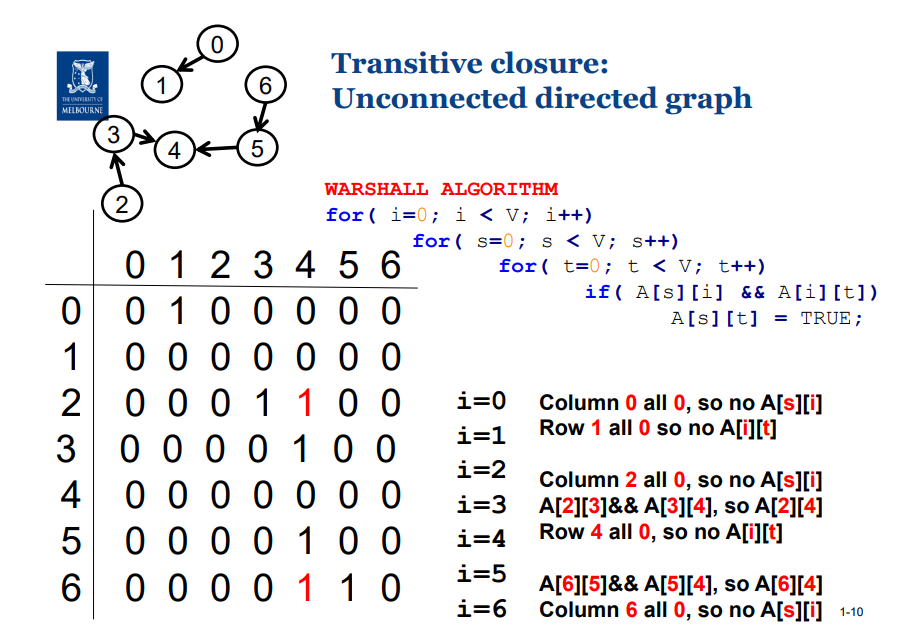 0
1
6
3
4
5
2
THE UNIVERSITY OF
MELBOURNE
Transitive closure:
Unconnected directed graph
WARSHALL ALGORITHM
for( i=0; i < V; i++)
for( s=0; s < V; s++)
for( t=0; t < V; t++)
if( A[s][i] && A[i][t])
A[s][t] = TRUE;
0 1 2 3 4 5 6
0 0 1 0 0 0 0 0
1 0 0 0 0 0 0 0
2 0 0 0 1 1 0 0
3 0 0 0 0 1 0 0
4 0 0 0 0 0 0 0
5 0 0 0 0 1 0 0
6 0 0 0 0 1 1 0
i=0 Column 0 all 0, so no A[s][i]
i=1 Row 1 all 0 so no A[i][t]
i=2 Column 2 all 0, so no A[s][i]
i=3 A[2][3]&& A[3][4], so A[2][4]
i=4 Row 4 all 0, so no A[i][t]
i=5 A[6][5]&& A[5][4], so A[6][4]
i=6 Column 6 all 0, so no A[s][i]
1-10